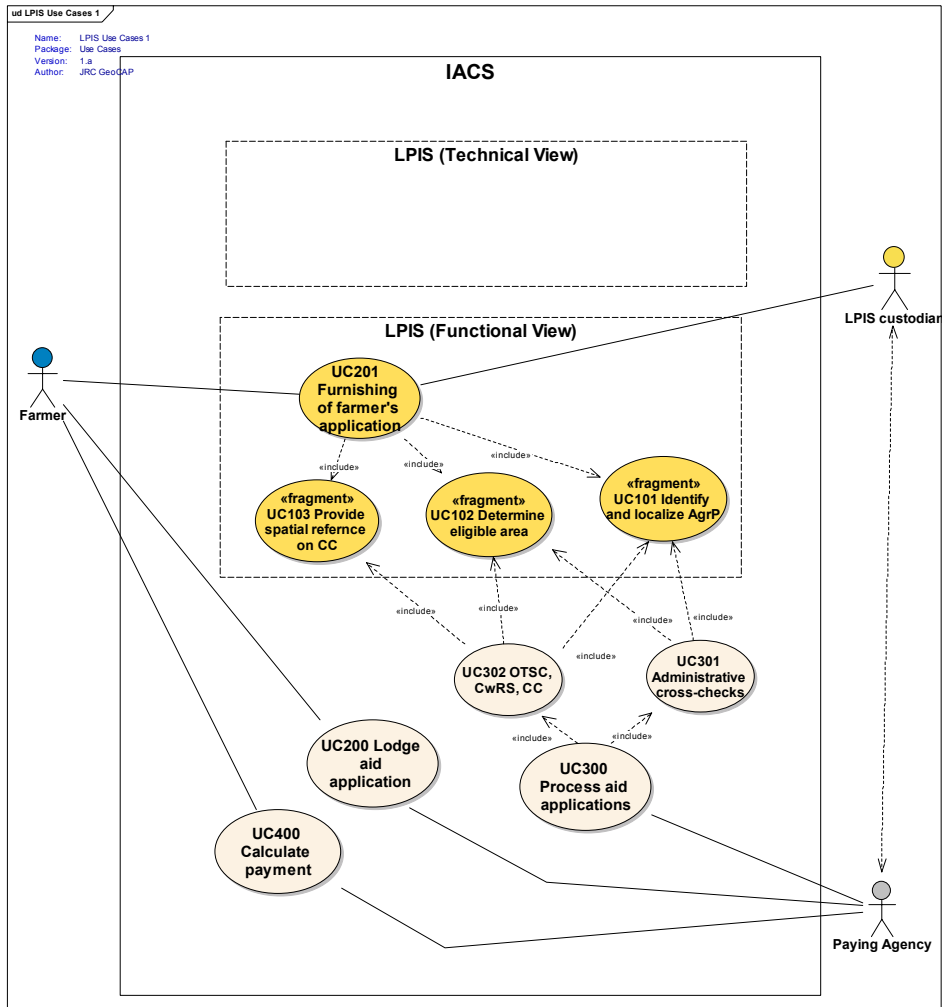 ud LPIS Use Cases 1
Name: LPIS Use Cases 1
Package: Use Cases
Version: 1.a
Author: JRC GeoCAP
IACS
LPIS (Technical View)
LPIS custodian
LPIS (Functional View)
Farmer
UC201
Furnishing
of farmer's
application
«include»
«include»
«include»
«fragment»
UC103 Provide
spatial refernce
on CC
«fragment»
UC102 Determine
eligible area
«fragment»
UC101 Identify
and localize AgrP
«include»
«include»
«include»
«include»
«include»
UC302 OTSC,
CwRS, CC
UC301
Administrative
cross-checks
«include»
«include»
UC200 Lodge
aid
application
UC300
Process aid
applications
UC400
Calculate
payment
Paying Agency